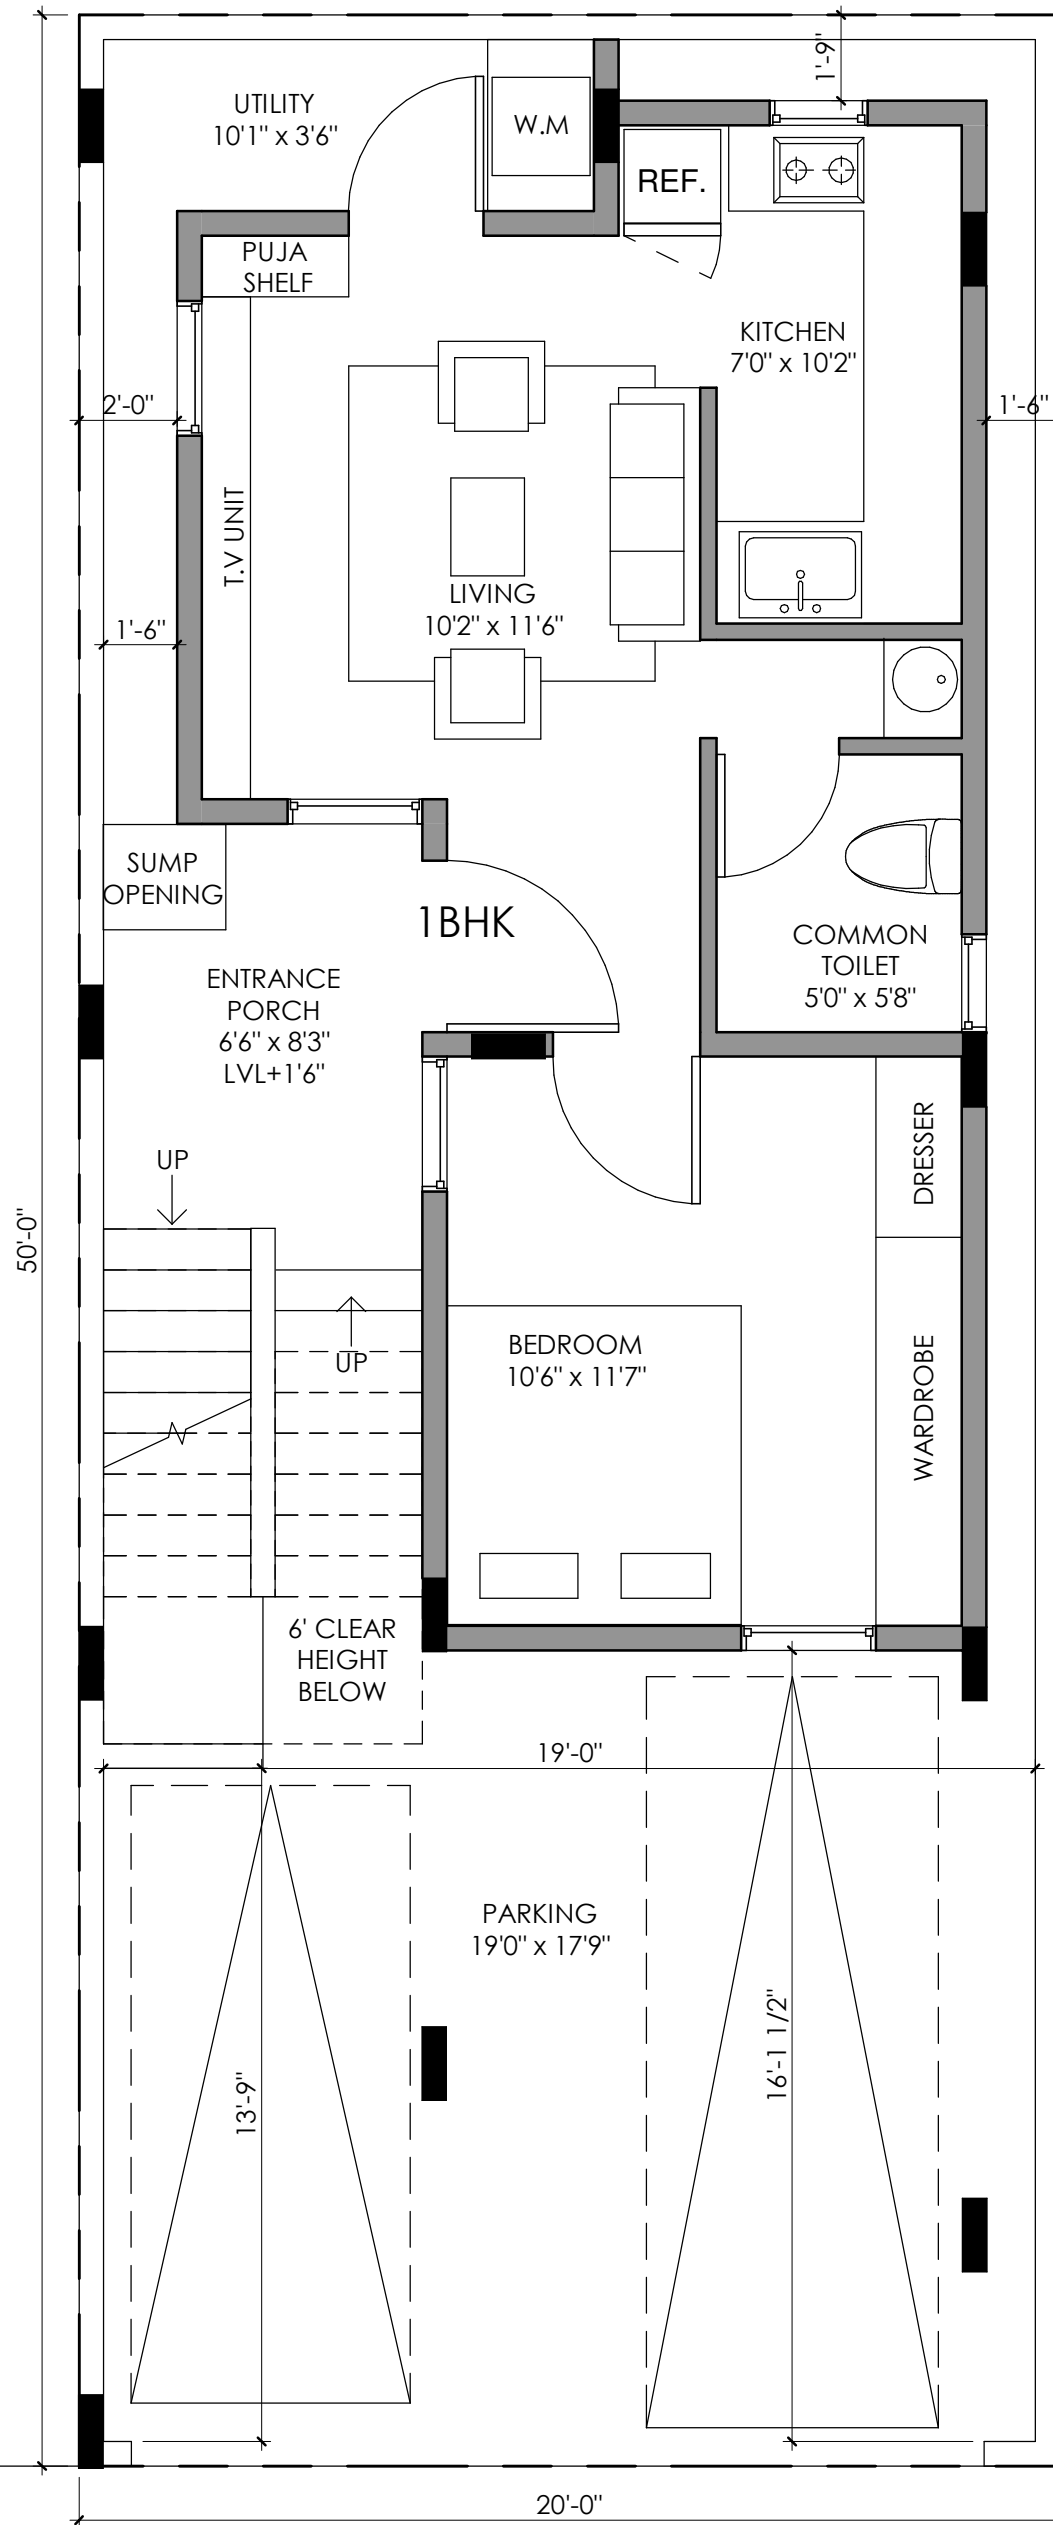 1'-9"
UTILITY
10'1" x 3'6"
W.M
REF.
PUJA
SHELF
KITCHEN
7'0" x 10'2"
2'-0"
1'-6"
T.V UNIT
LIVING
10'2" x 11'6"
1'-6"
SUMP
OPENING
1BHK
COMMON
TOILET
5'0" x 5'8"
ENTRANCE
PORCH
6'6" x 8'3"
LVL+1'6"
DRESSER
UP
50'-0"
UP
BEDROOM
10'6" x 11'7"
WARDROBE
6' CLEAR
HEIGHT
BELOW
19'-0"
PARKING
19'0" x 17'9"
16'-1 1/2"
13'-9"
20'-0"